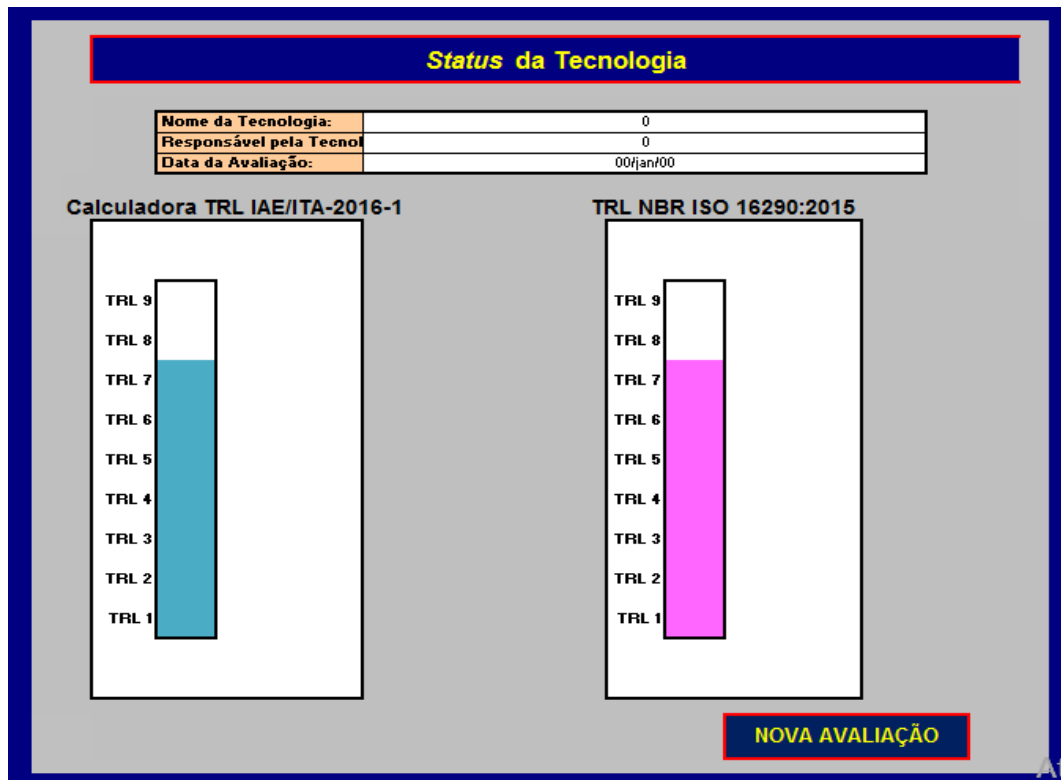 Status da Tecnologia
Nome da Tecnologia: 0
Responsável pela Tecnol 0
Data da Avaliação: 00/jan/00
Calculadora TRL IAE/ITA-2016-1 TRL NBR ISO 16290:2015
TRL 9 TRL 9
TRL 8 TRL 8
TRL 7 TRL 7
TRL 6 TRL 6
TRL 5 TRL 5
TRL 4 TRL 4
TRL 3 TRL 3
TRL 2 TRL 2
TRL 1 TRL 1
NOVA AVALIAÇÃO
A